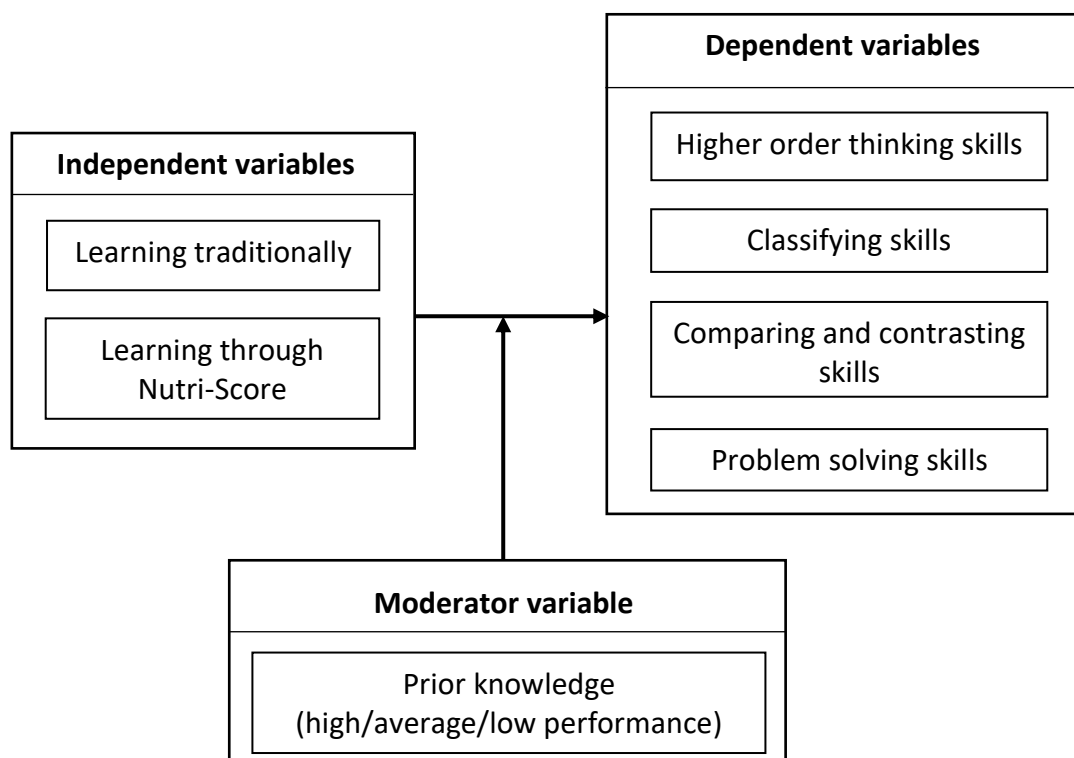 Independent variables
Learning traditionally
Learning through
Nutri-Score
Dependent variables
Higher order thinking skills
Classifying skills
Comparing and contrasting
skills
Problem solving skills
Moderator variable
Prior knowledge
(high/average/low performance)